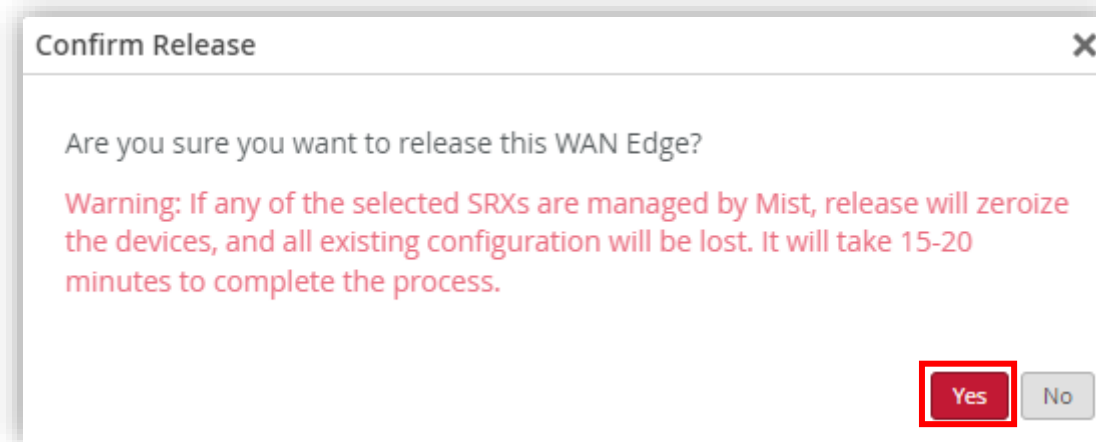 Confirm Release
Are you sure you want to release this WAN Edge?
Warning: If any of the selected SRXs are managed by Mist, release will zeroize
the devices, and all existing configuration will be lost. It will take 15-20
minutes to complete the process.
Yes No